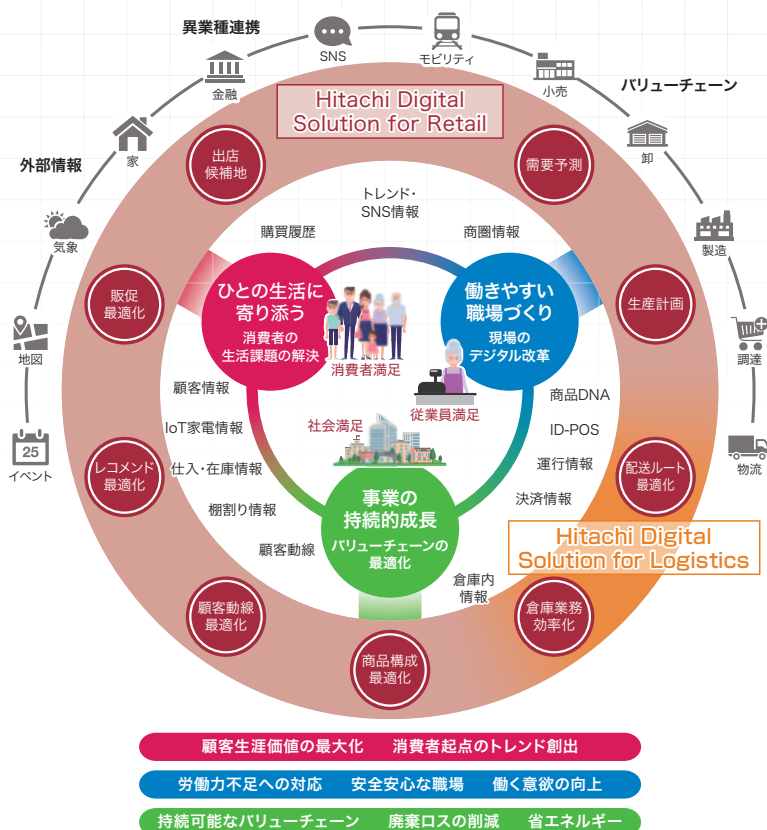 異業種連携
SNS
モビリティ
金融
小売
バリューチェーン
Hitachi Digital
Solution for Retail
外部情報
家
卸
出店
候補地
需要予測
トレンド・
SNS情報
購買履歴
商圏情報
気象
製造
ひとの生活に
寄り添う
消費者の
生活課題の解決
働きやすい
職場づくり
現場の
デジタル改革
販促
最適化
生産計画
地図
調達
消費者満足
顧客情報
商品DNA
従業員満足
社会満足
IoT家電情報
ID-POS
25
イベント
物流
レコメンド
最適化
仕入・在庫情報
運行情報
配送ルート
最適化
事業の
持続的成長
バリューチェーンの
最適化
棚割り情報
決済情報
顧客動線
Hitachi Digital
Solution for Logistics
倉庫内
情報
顧客動線
最適化
倉庫業務
効率化
商品構成
最適化
顧客生涯価値の最大化 消費者起点のトレンド創出
労働力不足への対応 安全安心な職場 働く意欲の向上
持続可能なバリューチェーン 廃棄ロスの削減 省エネルギー